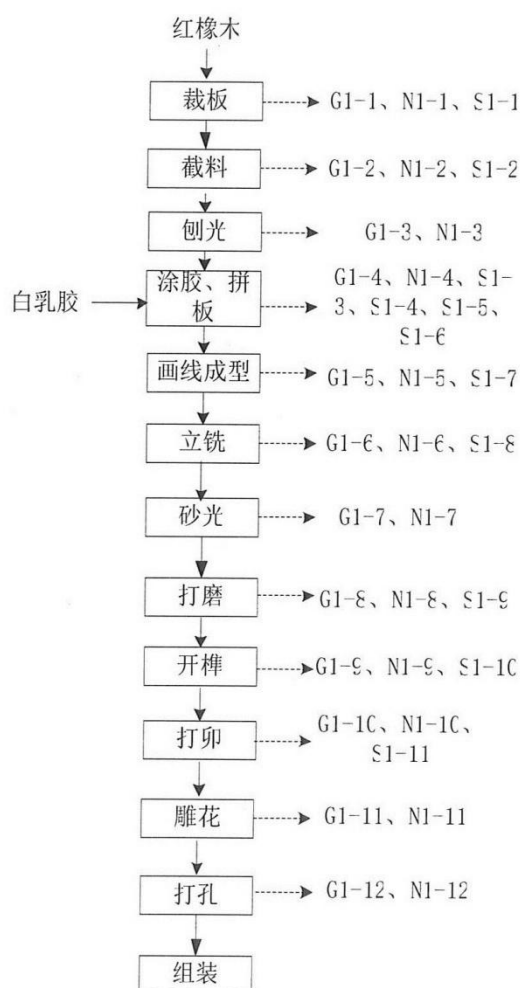 红橡木
裁板
G1-1、N1-1、S1-1
截料
G1-2、N1-2、S1-2
刨光
G1-3、N1-3
白乳胶
涂胶、拼
板
G1-4、N1-4、S1-
3、S1-4、S1-5、
S1-6
画线成型
G1-5、N1-5、S1-7
立铣
G1-6、N1-6、S1-8
砂光
G1-7、N1-7
打磨
G1-8、N1-8、S1-9
开榫
G1-9、N1-9、S1-10
打卯
G1-10、N1-10、
S1-11
雕花
G1-11、N1-11
打孔
G1-12、N1-12
组装